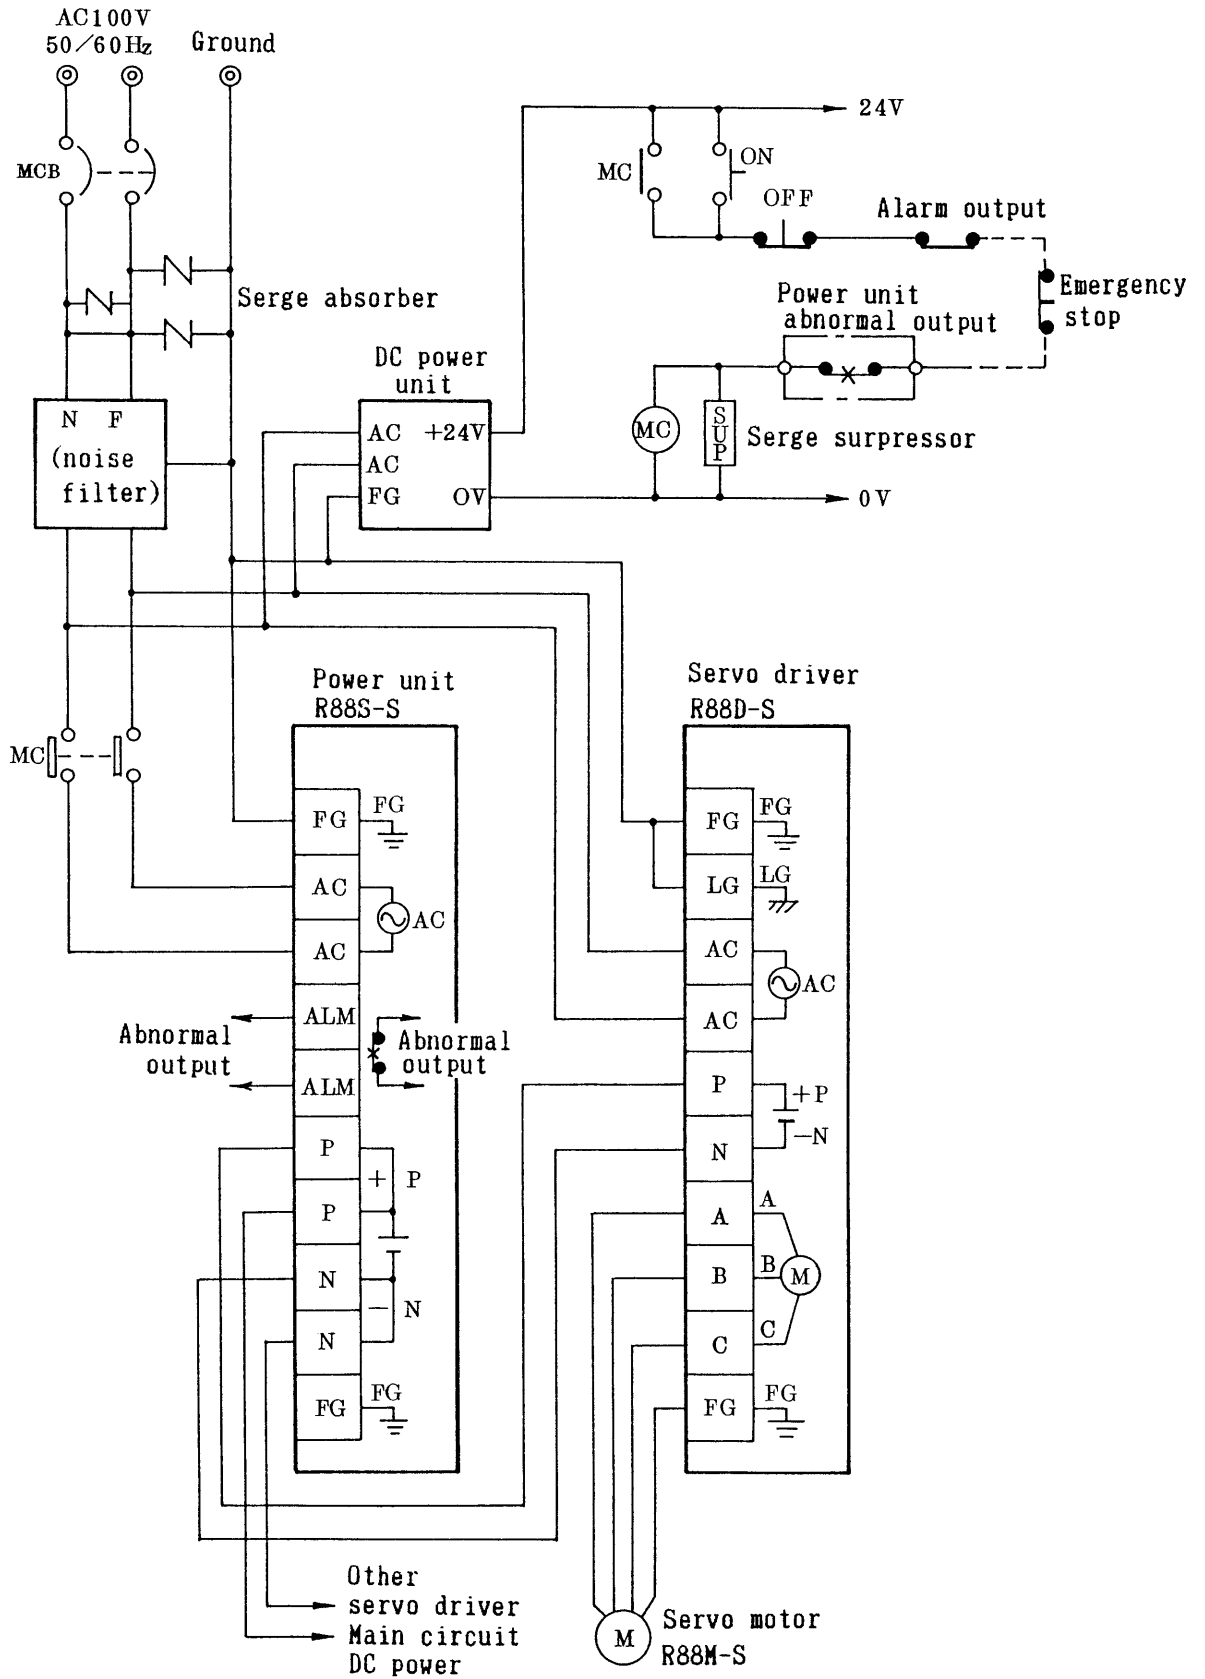 AC100V
50/60Hz
Ground
MCB
Serge absorber
N F
(noise
filter)
DC power
unit
AC +24V
AC
FG 0V
24V
MC
ON
OFF
Alarm output
Emergency
stop
Power unit
abnormal output
MC
SUP
Serge surpressor
0V
MC
Power unit
R88S-S
FG FG
AC
AC
AC
ALM
ALM
Abnormal
output
Abnormal
output
P
+ P
P
N
− N
N
FG FG
Servo driver
R88D-S
FG FG
LG LG
AC
AC
AC
P +P
N −N
A A
B B M
C C
FG FG
Other
servo driver
Main circuit
DC power
M
Servo motor
R88M-S